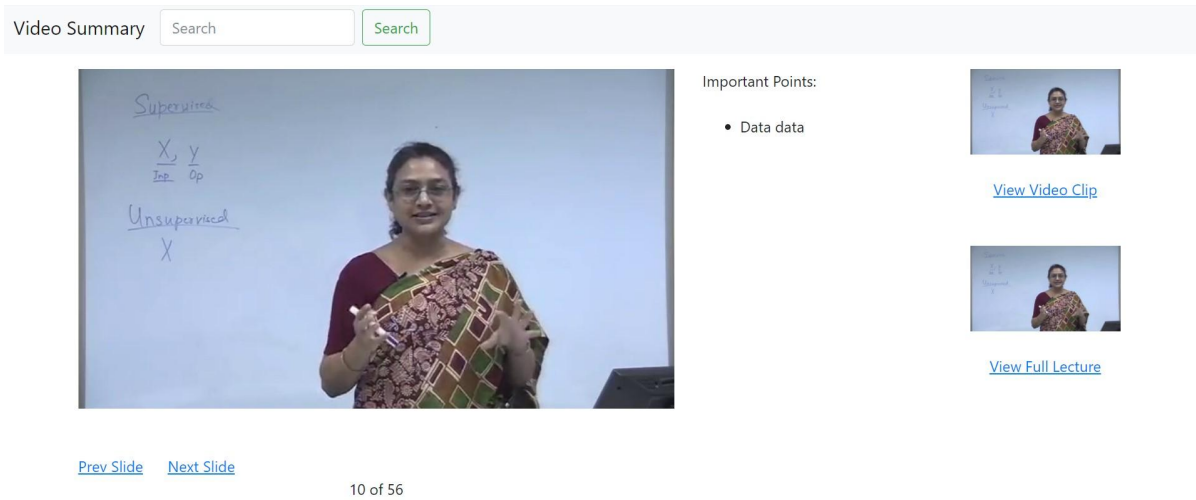 Video Summary Search Search
Supervised
X, y
Inp Op
Unsupervised
X
Important Points:
Data data
View Video Clip
View Full Lecture
Prev Slide Next Slide
10 of 56